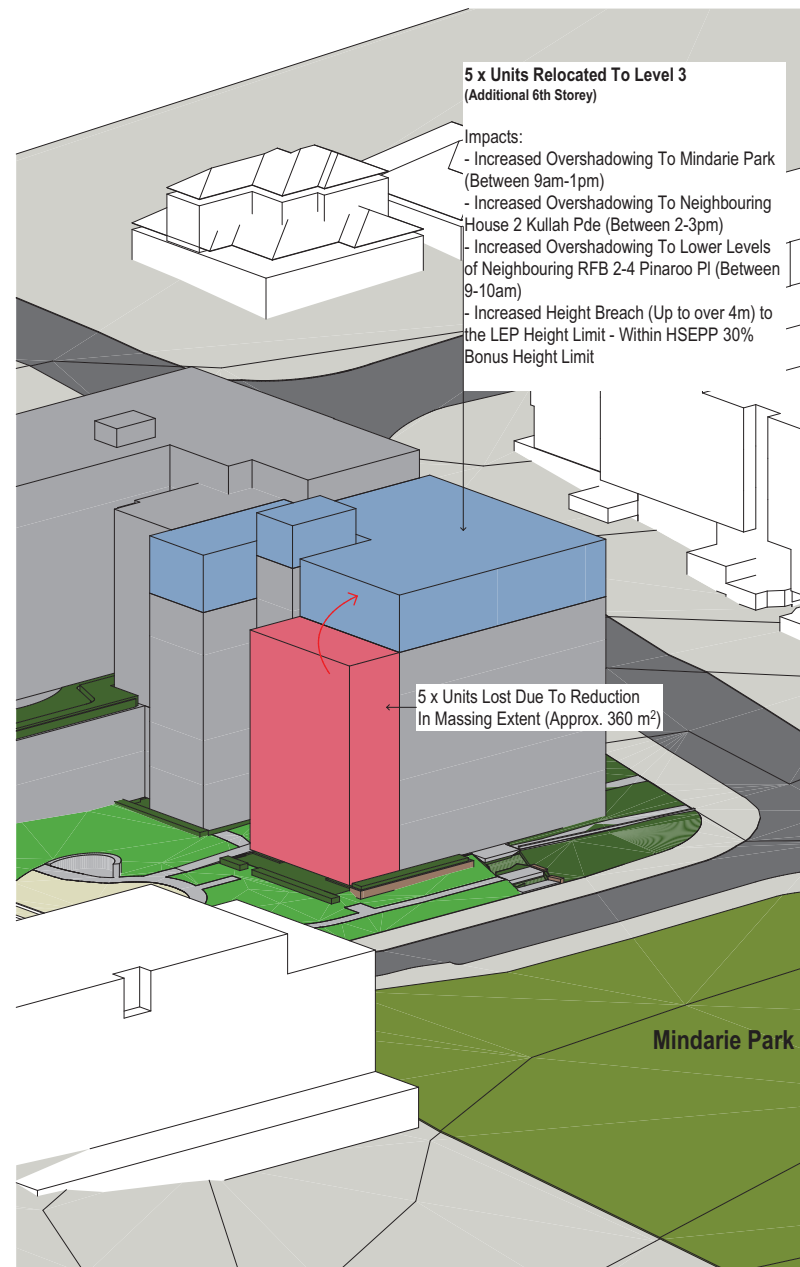 5 x Units Relocated To Level 3
(Additional 6th Storey)
Impacts:
- Increased Overshadowing To Mindarie Park
(Between 9am-1pm)
- Increased Overshadowing To Neighbouring
House 2 Kullah Pde (Between 2-3pm)
- Increased Overshadowing To Lower Levels
of Neighbouring RFB 2-4 Pinaroo Pl (Between
9-10am)
- Increased Height Breach (Up to over 4m) to
the LEP Height Limit - Within HSEPP 30%
Bonus Height Limit
5 x Units Lost Due To Reduction
In Massing Extent (Approx. 360 m²)
Mindarie Park